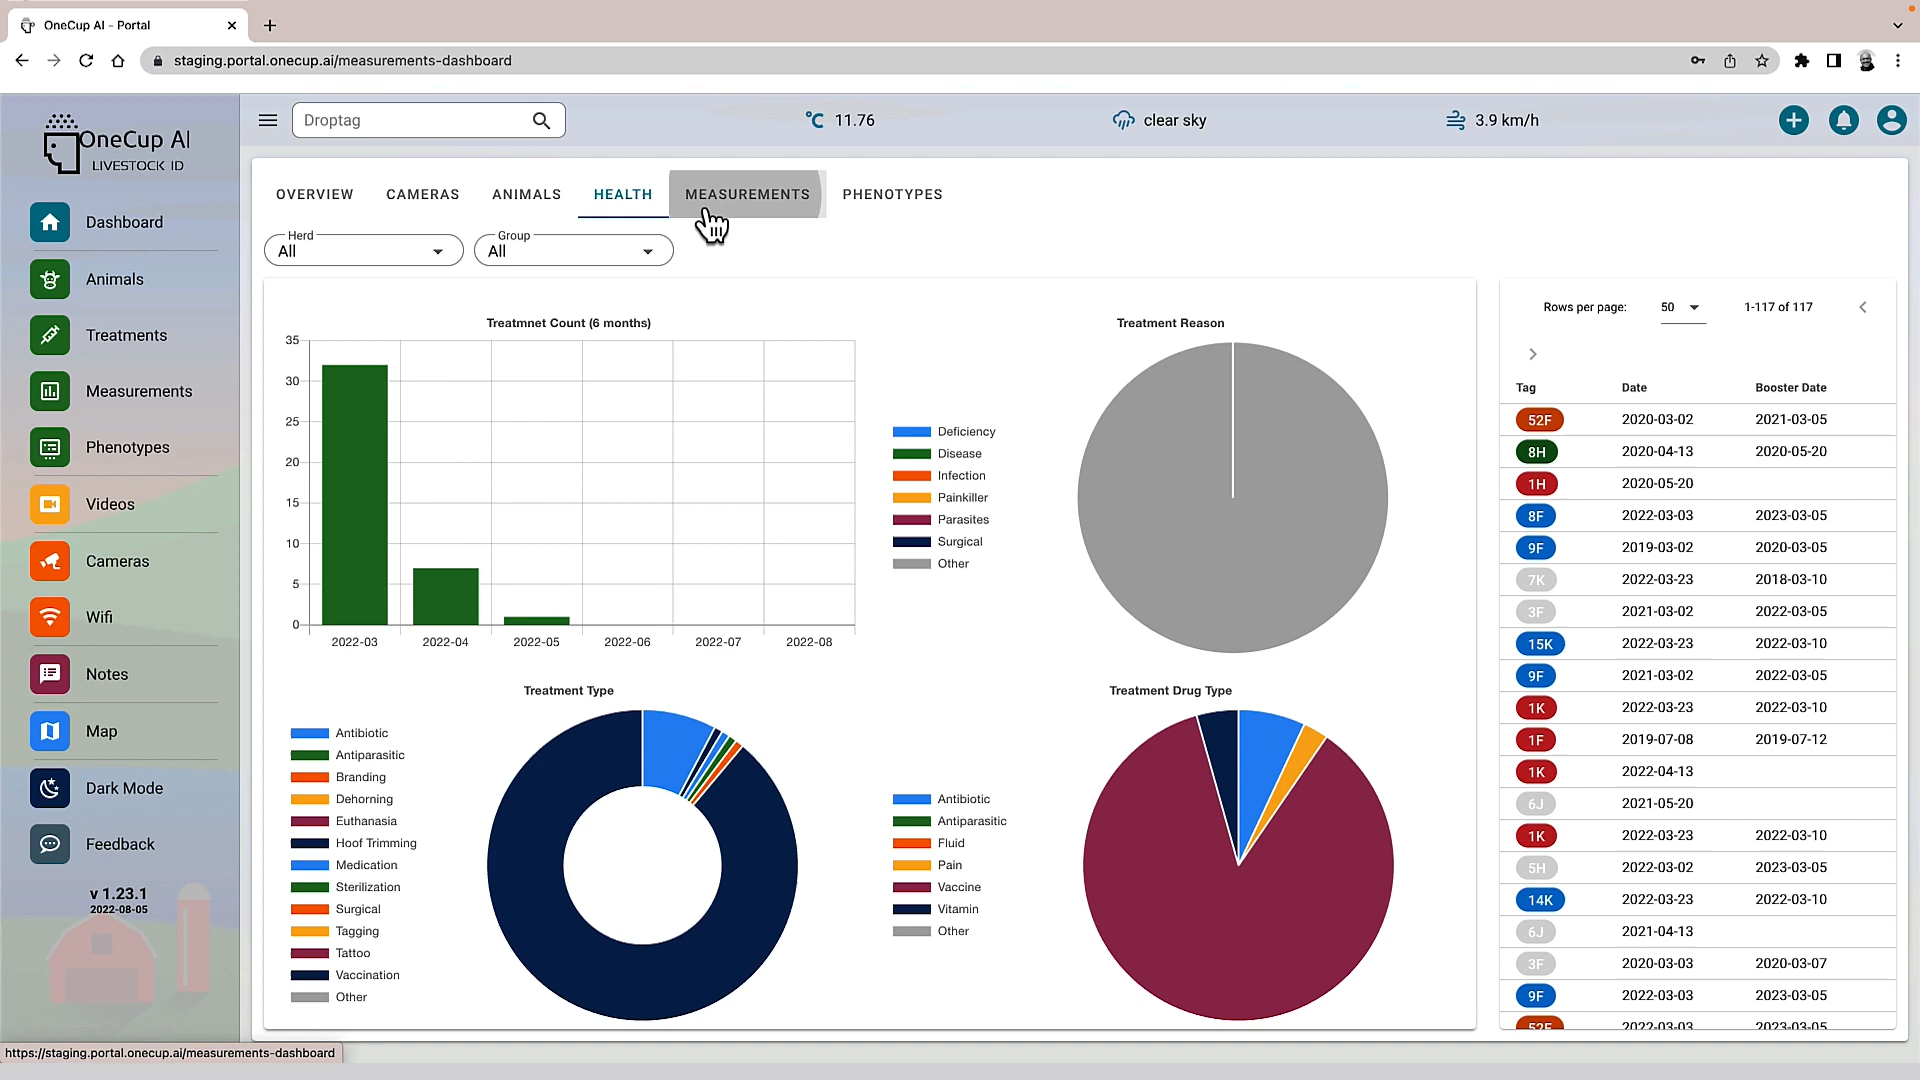 OneCup AI - Portal
staging.portal.onecup.ai/measurements-dashboard
OneCup AI
LIVESTOCK ID
Droptag
°C 11.76
clear sky
3.9 km/h
Dashboard
Animals
Treatments
Measurements
Phenotypes
Videos
Cameras
Wifi
Notes
Map
Dark Mode
Feedback
v 1.23.1
2022-08-05
OVERVIEW CAMERAS ANIMALS HEALTH MEASUREMENTS PHENOTYPES
Herd
All
Group
All
Treatmnet Count (6 months)
35
30
25
20
15
10
5
0
2022-03 2022-04 2022-05 2022-06 2022-07 2022-08
Treatment Reason
Deficiency
Disease
Infection
Painkiller
Parasites
Surgical
Other
Treatment Type
Antibiotic
Antiparasitic
Branding
Dehorning
Euthanasia
Hoof Trimming
Medication
Sterilization
Surgical
Tagging
Tattoo
Vaccination
Other
Treatment Drug Type
Antibiotic
Antiparasitic
Fluid
Pain
Vaccine
Vitamin
Other
Rows per page: 50 1-117 of 117
Tag Date Booster Date
52F 2020-03-02 2021-03-05
8H 2020-04-13 2020-05-20
1H 2020-05-20
8F 2022-03-03 2023-03-05
9F 2019-03-02 2020-03-05
7K 2022-03-23 2018-03-10
3F 2021-03-02 2022-03-05
15K 2022-03-23 2022-03-10
9F 2021-03-02 2022-03-05
1K 2022-03-23 2022-03-10
1F 2019-07-08 2019-07-12
1K 2022-04-13
6J 2021-05-20
1K 2022-03-23 2022-03-10
5H 2022-03-02 2023-03-05
14K 2022-03-23 2022-03-10
6J 2021-04-13
3F 2020-03-03 2020-03-07
9F 2022-03-03 2023-03-05
52F 2022-03-03 2023-03-05
https://staging.portal.onecup.ai/measurements-dashboard